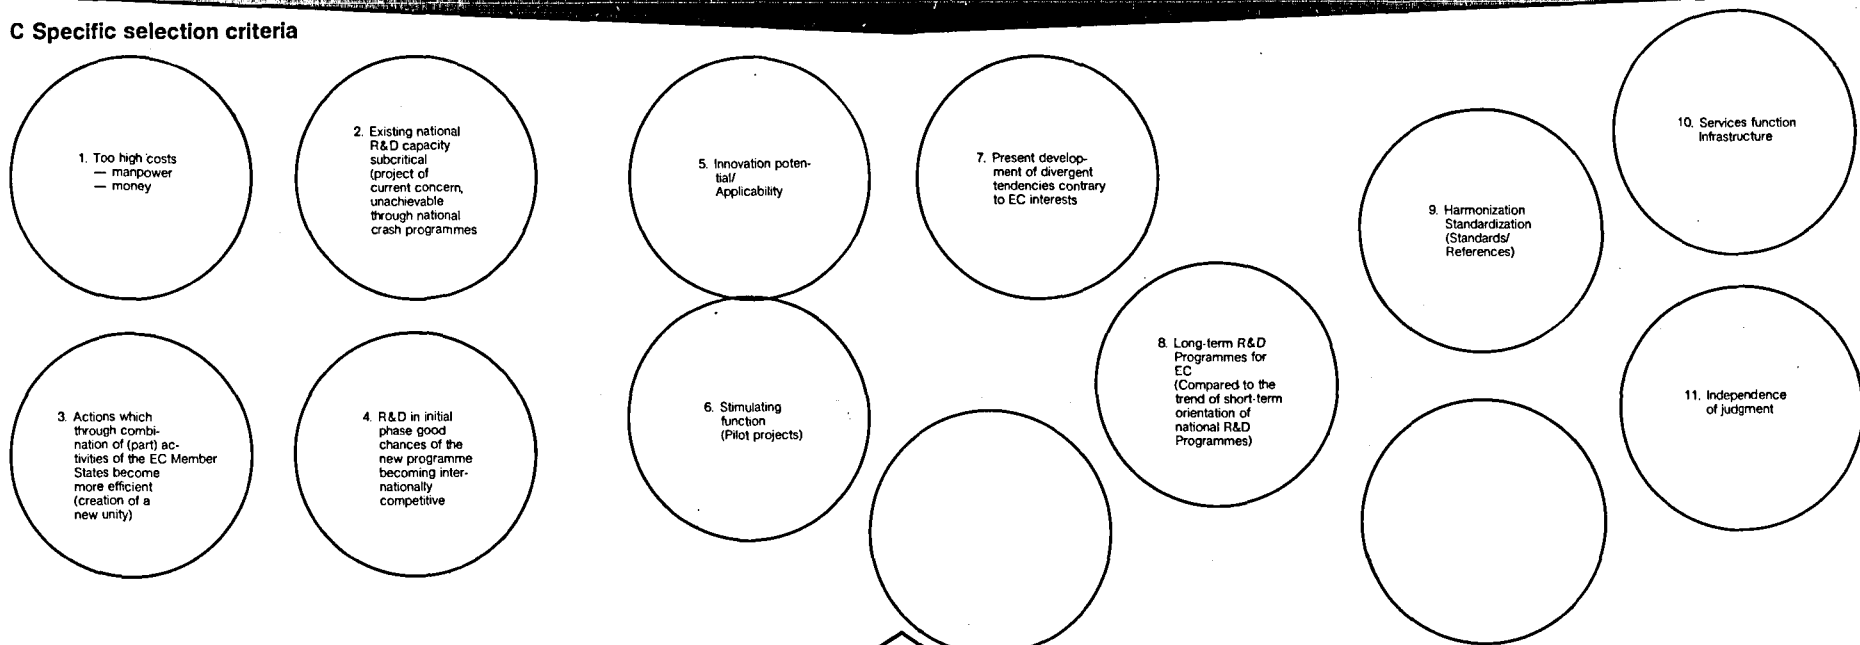 C Specific selection criteria
1. Too high costs
— manpower
— money
2. Existing national
R&D capacity
subcritical
(project of
current concern,
unachievable
through national
crash programmes
3. Actions which
through combi-
nation of (part) ac-
tivities of the EC Member
States become
more efficient
(creation of a
new unity)
4. R&D in initial
phase good
chances of the
new programme
becoming inter-
nationally
competitive
5. Innovation poten-
tial/
Applicability
6. Stimulating
function
(Pilot projects)
7. Present develop-
ment of divergent
tendencies contrary
to EC interests
8. Long-term R&D
Programmes for
EC
(Compared to the
trend of short-term
orientation of
national R&D
Programmes)
9. Harmonization
Standardization
(Standards/
References)
10. Services function
Infrastructure
11. Independence
of judgment